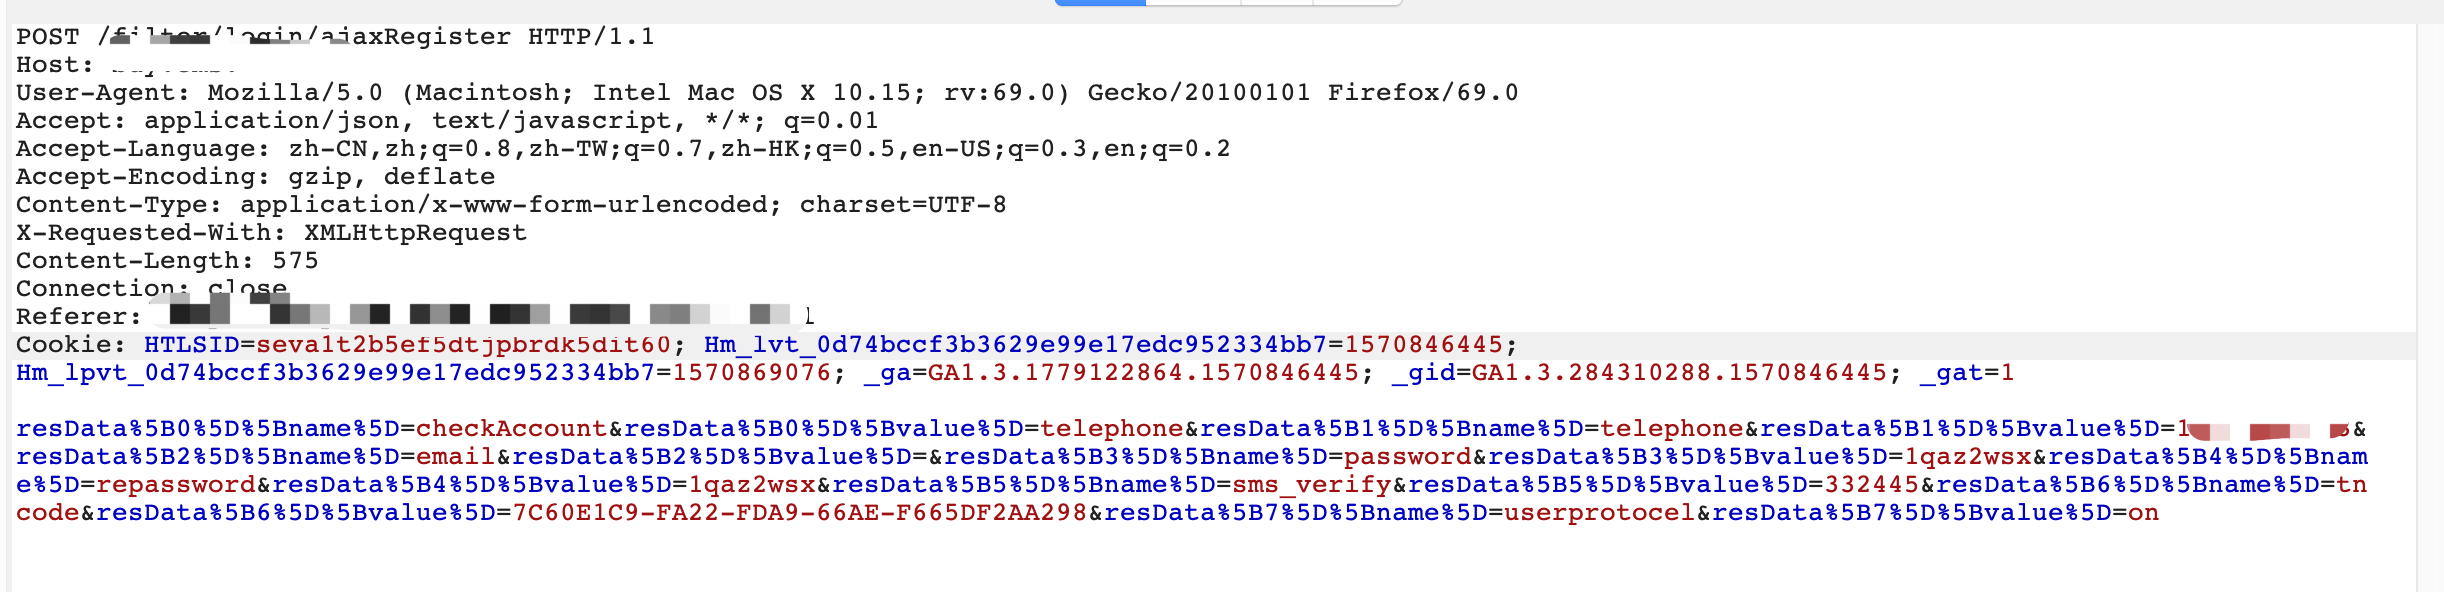 POST /filter/login/ajaxRegister HTTP/1.1
Host:
User-Agent: Mozilla/5.0 (Macintosh; Intel Mac OS X 10.15; rv:69.0) Gecko/20100101 Firefox/69.0
Accept: application/json, text/javascript, */*; q=0.01
Accept-Language: zh-CN,zh;q=0.8,zh-TW;q=0.7,zh-HK;q=0.5,en-US;q=0.3,en;q=0.2
Accept-Encoding: gzip, deflate
Content-Type: application/x-www-form-urlencoded; charset=UTF-8
X-Requested-With: XMLHttpRequest
Content-Length: 575
Connection: close
Referer:
Cookie: HTLSID=seva1t2b5ef5dtjpbrdk5dit60; Hm_lvt_0d74bccf3b3629e99e17edc952334bb7=1570846445;
Hm_lpvt_0d74bccf3b3629e99e17edc952334bb7=1570869076; _ga=GA1.3.1779122864.1570846445; _gid=GA1.3.284310288.1570846445; _gat=1
resData%5B0%5D%5Bname%5D=checkAccount&resData%5B0%5D%5Bvalue%5D=telephone&resData%5B1%5D%5Bname%5D=telephone&resData%5B1%5D%5Bvalue%5D=1 &
resData%5B2%5D%5Bname%5D=email&resData%5B2%5D%5Bvalue%5D=&resData%5B3%5D%5Bname%5D=password&resData%5B3%5D%5Bvalue%5D=1qaz2wsx&resData%5B4%5D%5Bnam
e%5D=repassword&resData%5B4%5D%5Bvalue%5D=1qaz2wsx&resData%5B5%5D%5Bname%5D=sms_verify&resData%5B5%5D%5Bvalue%5D=332445&resData%5B6%5D%5Bname%5D=tn
code&resData%5B6%5D%5Bvalue%5D=7C60E1C9-FA22-FDA9-66AE-F665DF2AA298&resData%5B7%5D%5Bname%5D=userprotocel&resData%5B7%5D%5Bvalue%5D=on